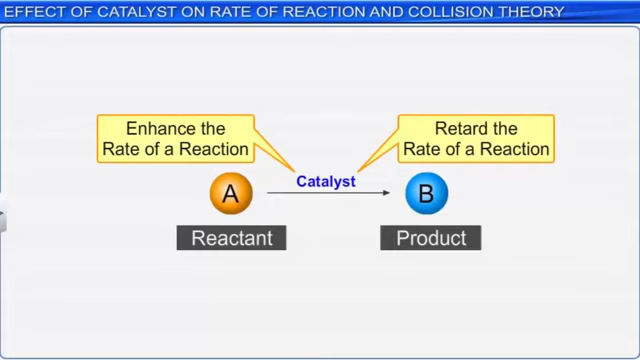 EFFECT OF CATALYST ON RATE OF REACTION AND COLLISION THEORY
Enhance the
Rate of a Reaction
Retard the
Rate of a Reaction
Catalyst
A
B
Reactant
Product